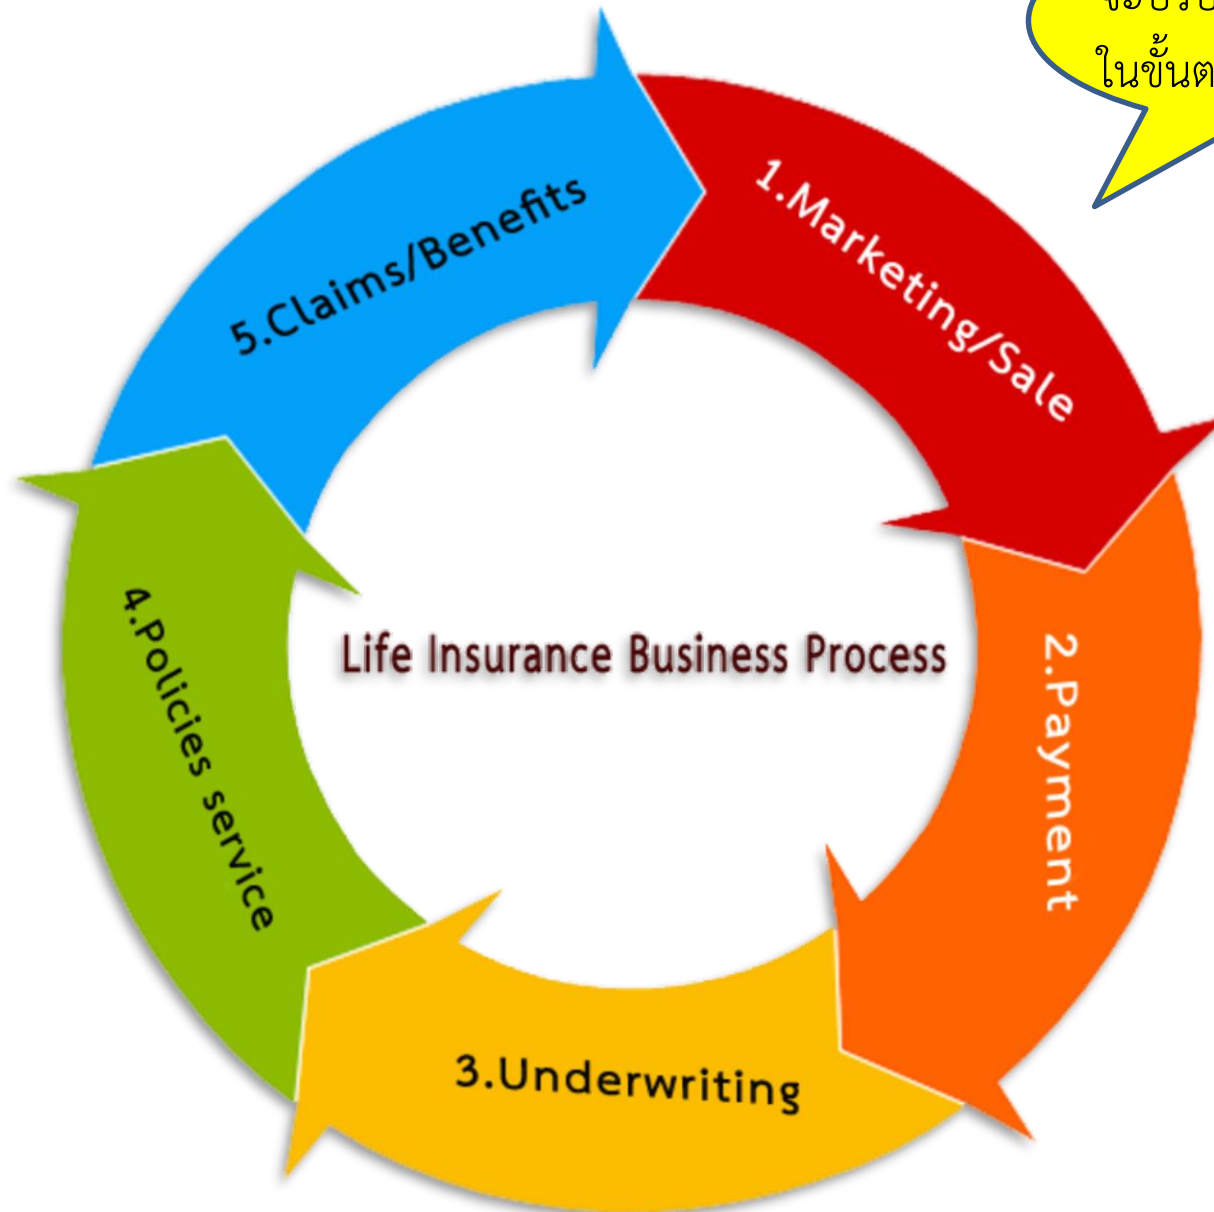 ในขั้นต
1.Marketing/Sale
2.Payment
3.Underwriting
4.Policies service
5.Claims/Benefits
Life Insurance Business Process